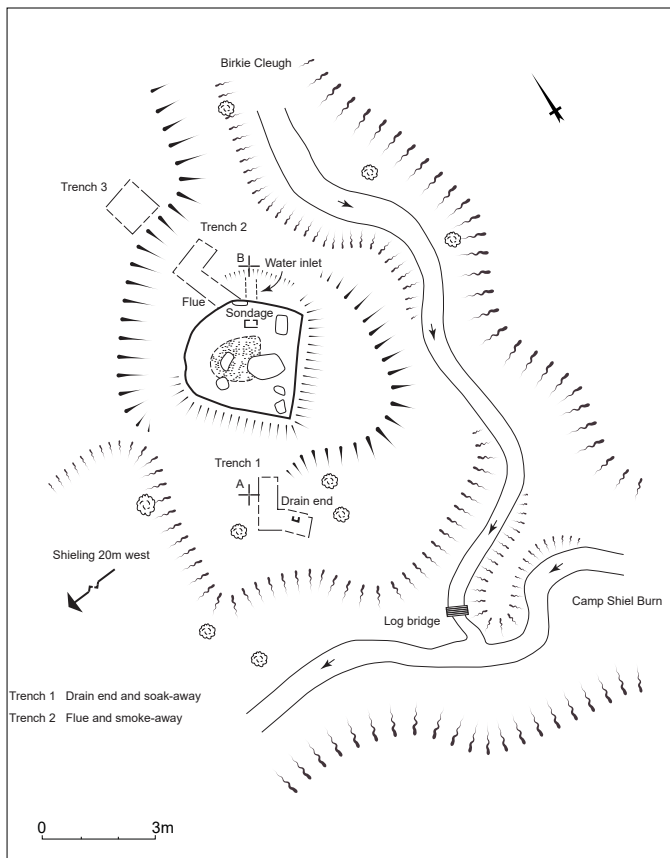 Birkie Cleugh
Trench 3
Trench 2
B
Water inlet
Flue
Sondage
Trench 1
A
Drain end
Shieling 20m west
Camp Shiel Burn
Log bridge
Trench 1 Drain end and soak-away
Trench 2 Flue and smoke-away
0 3m